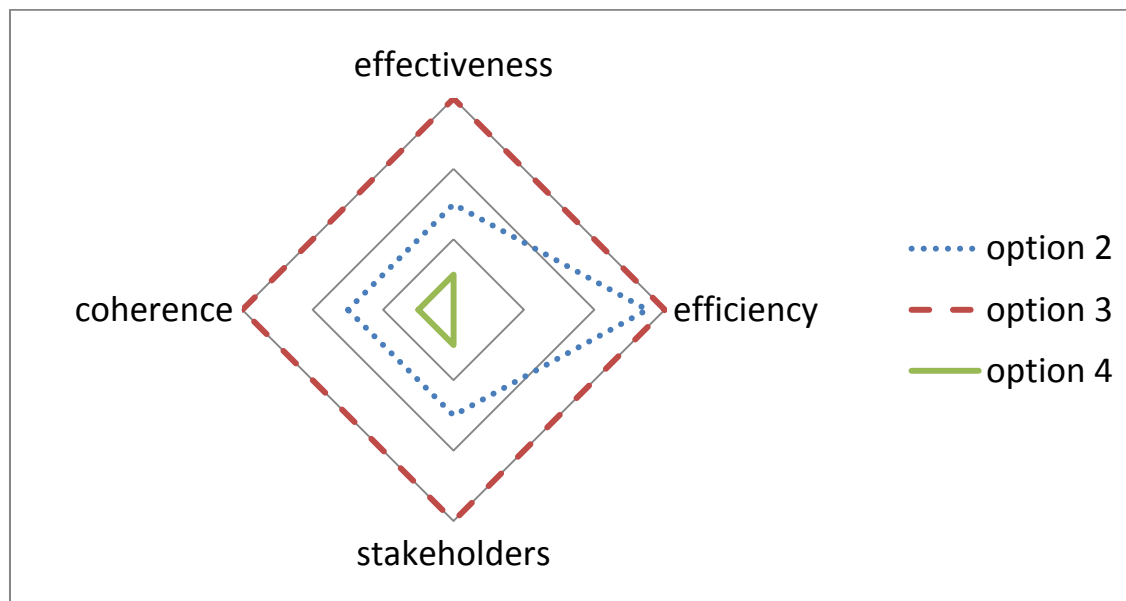 effectiveness
coherence
efficiency
stakeholders
option 2
option 3
option 4